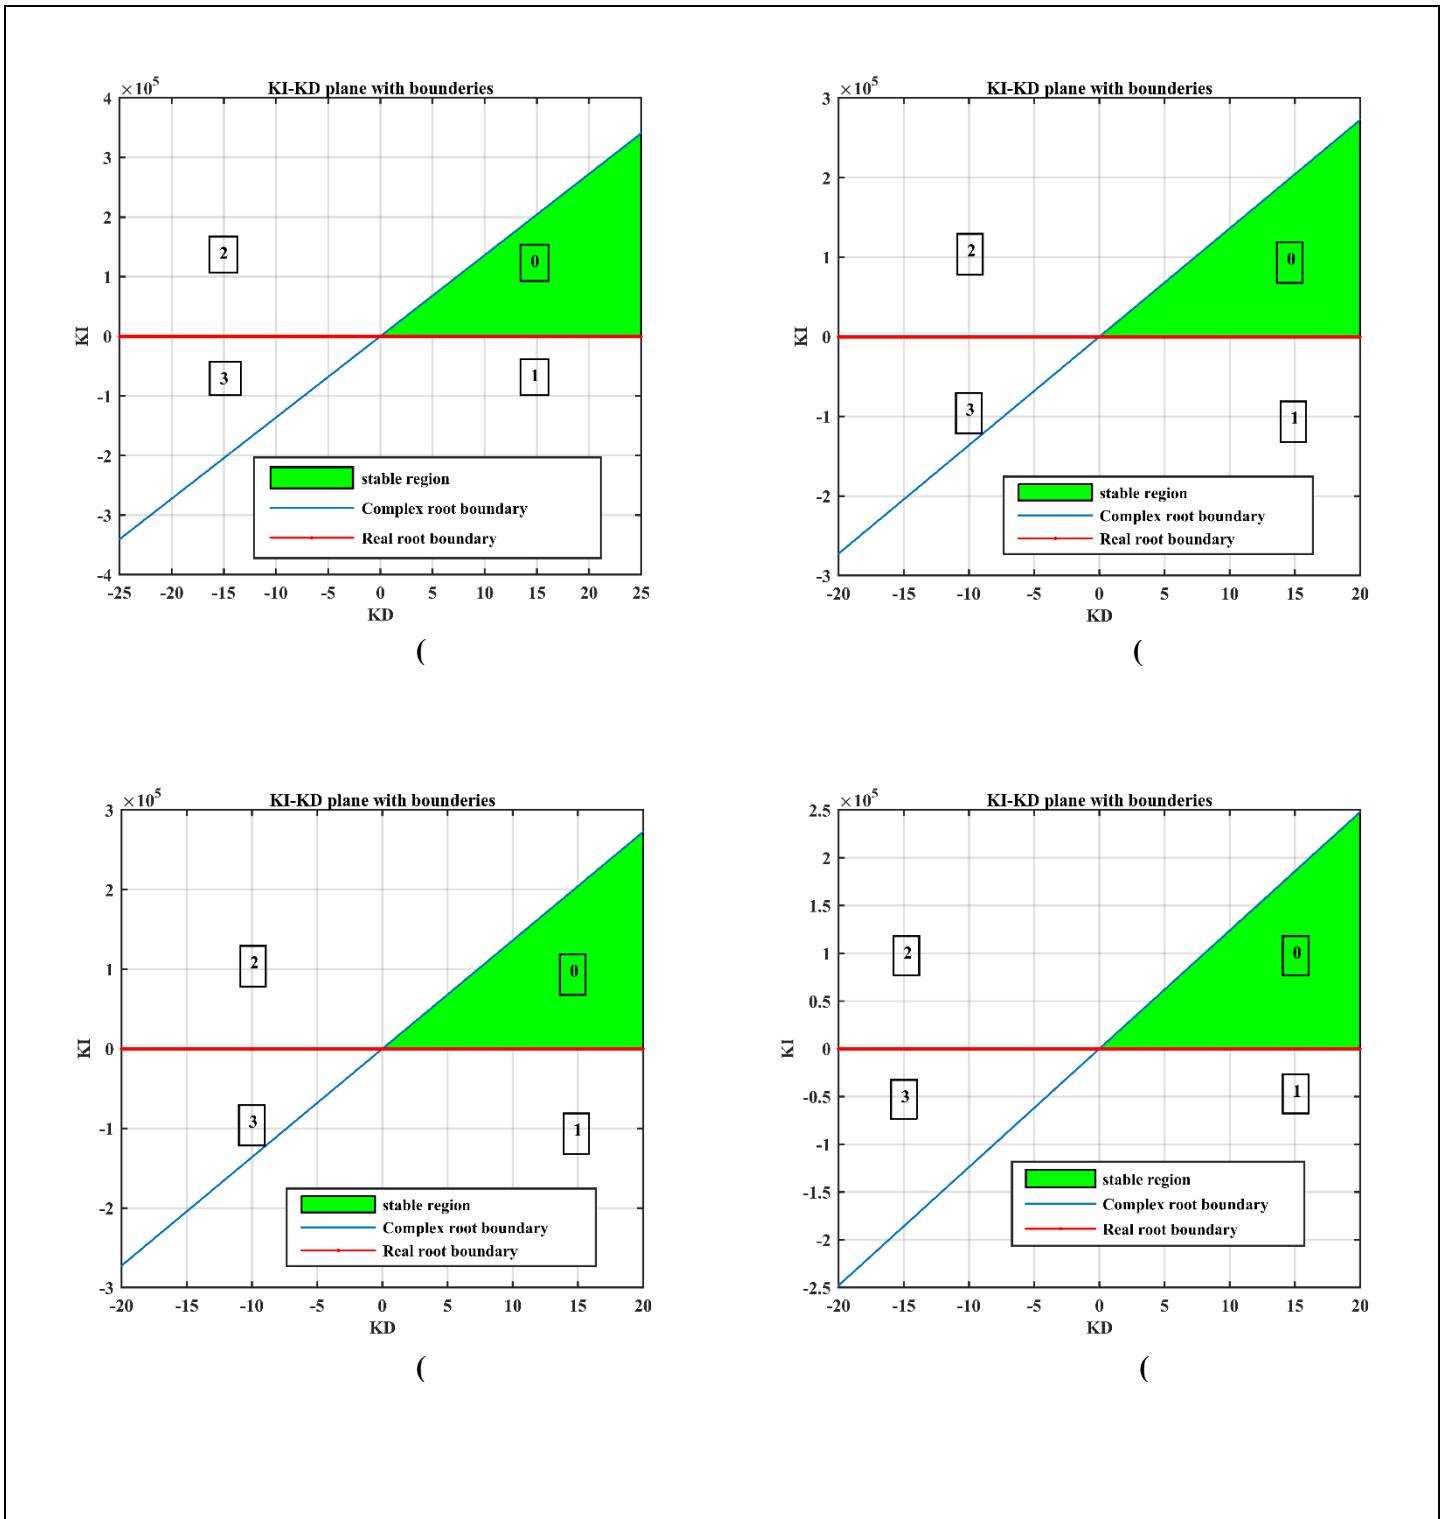 ×10⁵
KI-KD plane with bounderies
4
3
2
1
0
-1
-2
-3
-4
KI
2
0
3
1
stable region
Complex root boundary
Real root boundary
-25 -20 -15 -10 -5 0 5 10 15 20 25
KD
(
×10⁵
KI-KD plane with bounderies
3
2
1
0
-1
-2
-3
KI
2
0
3
1
stable region
Complex root boundary
Real root boundary
-20 -15 -10 -5 0 5 10 15 20
KD
(
×10⁵
KI-KD plane with bounderies
3
2
1
0
-1
-2
-3
KI
2
0
3
1
stable region
Complex root boundary
Real root boundary
-20 -15 -10 -5 0 5 10 15 20
KD
(
×10⁵
KI-KD plane with bounderies
2.5
2
1.5
1
0.5
0
-0.5
-1
-1.5
-2
-2.5
KI
2
0
3
1
stable region
Complex root boundary
Real root boundary
-20 -15 -10 -5 0 5 10 15 20
KD
(